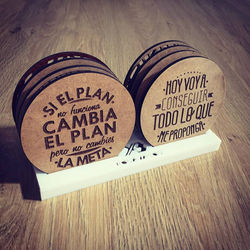 SI EL PLAN
no funciona
CAMBIA
EL PLAN
pero no cambies
LA META
HOY VOY A
CONSEGUIR
TODO LO QUE
ME PROPONGA